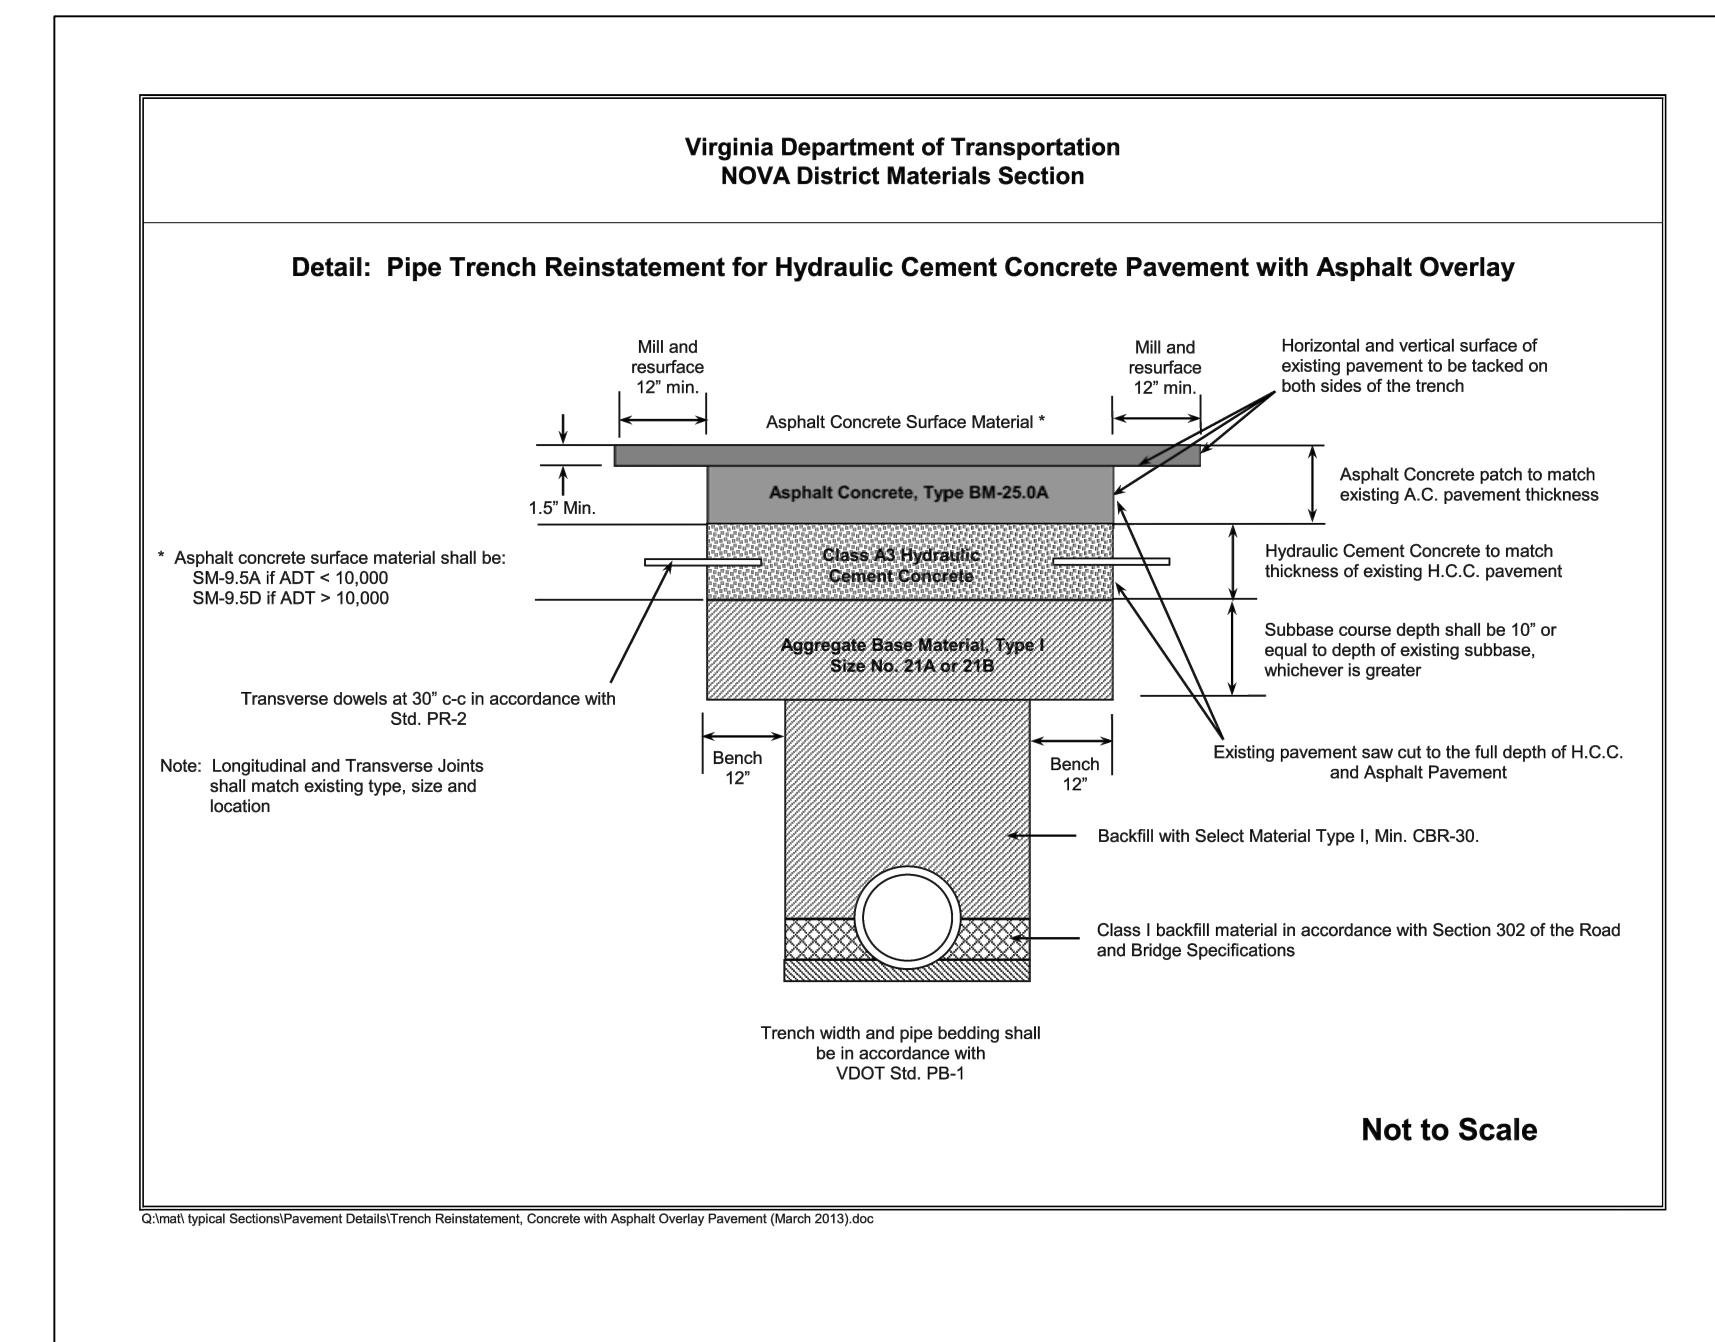 Virginia Department of Transportation
NOVA District Materials Section
Detail:  Pipe Trench Reinstatement for Hydraulic Cement Concrete Pavement with Asphalt Overlay
Mill and
resurface
12” min.
Mill and
resurface
12” min.
Horizontal and vertical surface of
existing pavement to be tacked on
both sides of the trench
Asphalt Concrete Surface Material *
Asphalt Concrete, Type BM-25.0A
1.5” Min.
Asphalt Concrete patch to match
existing A.C. pavement thickness
* Asphalt concrete surface material shall be:
SM-9.5A if ADT < 10,000
SM-9.5D if ADT > 10,000
Class A3 Hydraulic
Cement Concrete
Hydraulic Cement Concrete to match
thickness of existing H.C.C. pavement
Aggregate Base Material, Type I
Size No. 21A or 21B
Subbase course depth shall be 10” or
equal to depth of existing subbase,
whichever is greater
Transverse dowels at 30” c-c in accordance with
Std. PR-2
Note:  Longitudinal and Transverse Joints
shall match existing type, size and
location
Bench
12”
Bench
12”
Existing pavement saw cut to the full depth of H.C.C.
and Asphalt Pavement
Backfill with Select Material Type I, Min. CBR-30.
Class I backfill material in accordance with Section 302 of the Road
and Bridge Specifications
Trench width and pipe bedding shall
be in accordance with
VDOT Std. PB-1
Not to Scale
Q:\mat\ typical Sections\Pavement Details\Trench Reinstatement, Concrete with Asphalt Overlay Pavement (March 2013).doc